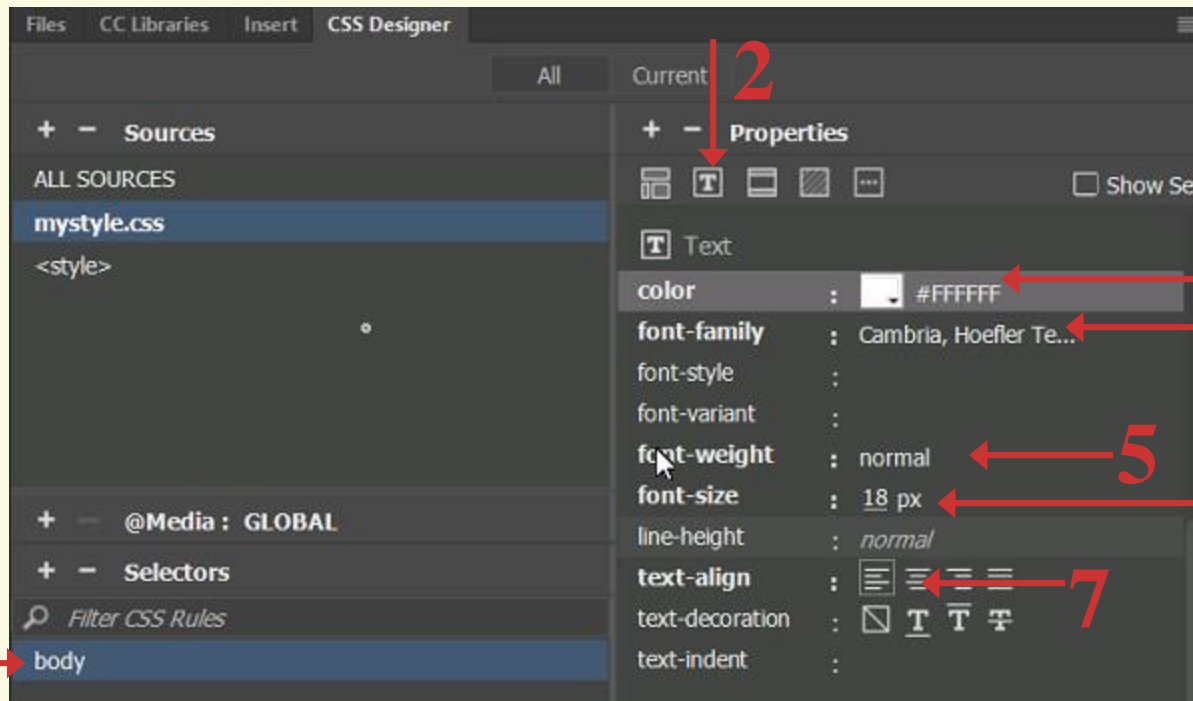 Files CC Libraries Insert CSS Designer
All Current
2
+ - Sources
ALL SOURCES
mystyle.css
<style>
+ - @Media : GLOBAL
+ - Selectors
Filter CSS Rules
body
+ - Properties
T Show Se
T Text
color : #FFFFFF
font-family : Cambria, Hoefler Te...
font-style :
font-variant :
font-weight : normal
5
font-size : 18 px
line-height : normal
text-align :
7
text-decoration : T T T
text-indent :